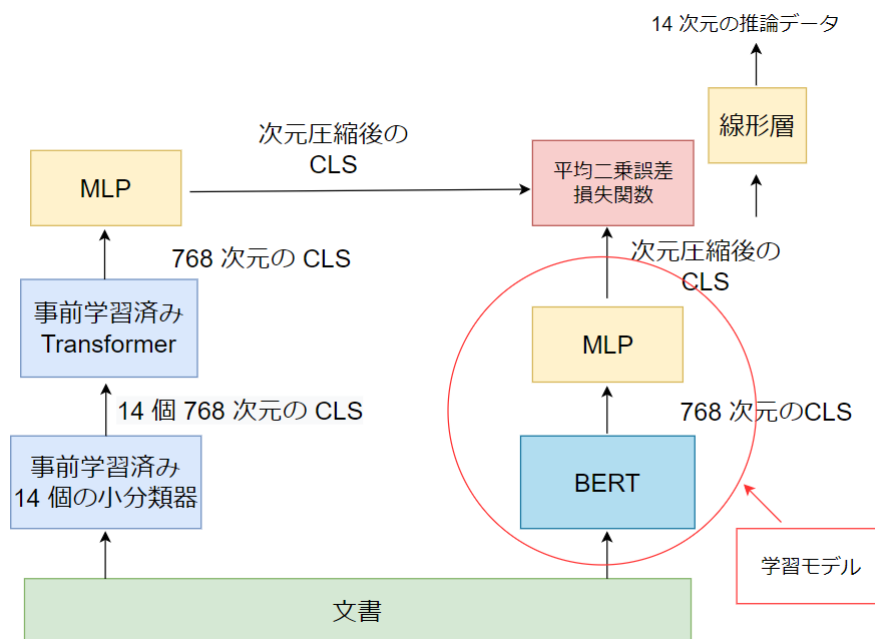 14 次元の推論データ
線形層
次元圧縮後の
CLS
MLP
平均二乗誤差
損失関数
768 次元の CLS
次元圧縮後の
CLS
事前学習済み
Transformer
MLP
14 個 768 次元の CLS
768 次元のCLS
事前学習済み
14 個の小分類器
BERT
学習モデル
文書